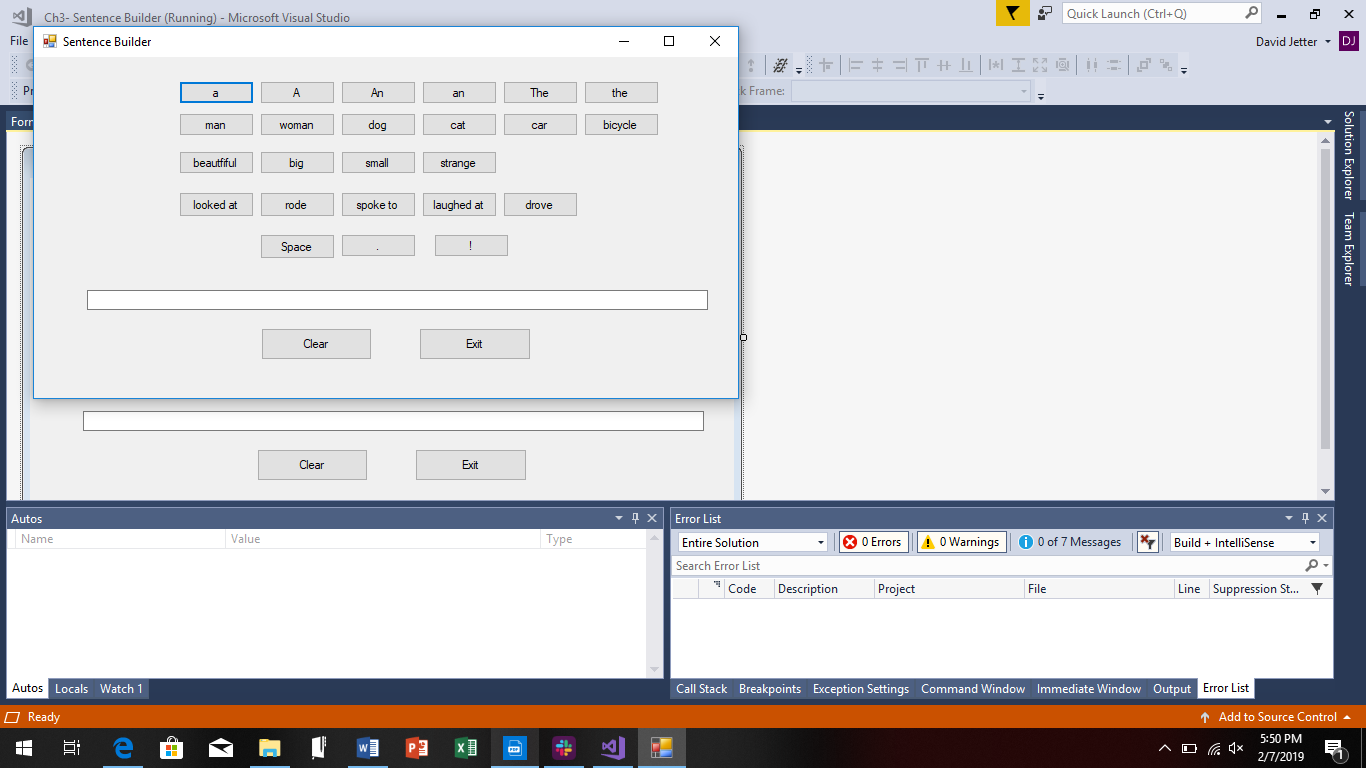 Ch3- Sentence Builder (Running) - Microsoft Visual Studio
Quick Launch (Ctrl+Q)
File
Sentence Builder
David Jetter DJ
a A An an The the
k Frame:
man woman dog cat car bicycle
beautfiful big small strange
looked at rode spoke to laughed at drove
Space . !
Clear Exit
Clear Exit
Solution Explorer
Team Explorer
Autos
Name Value Type
Autos Locals Watch 1
Error List
Entire Solution 0 Errors 0 Warnings 0 of 7 Messages Build + IntelliSense
Search Error List
Code Description Project File Line Suppression St...
Call Stack Breakpoints Exception Settings Command Window Immediate Window Output Error List
Ready Add to Source Control
5:50 PM
2/7/2019
1